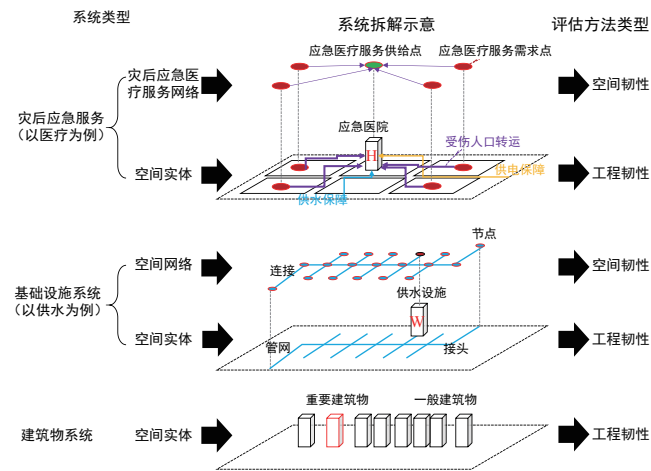 系统类型
系统拆解示意
评估方法类型
应急医疗服务供给点
应急医疗服务需求点
灾后应急医
疗服务网络
空间韧性
灾后应急服务
（以医疗为例）
应急医院
受伤人口转运
H
空间实体
供电保障
工程韧性
供水保障
节点
空间网络
连接
空间韧性
基础设施系统
（以供水为例）
供水设施
W
空间实体
管网
接头
工程韧性
重要建筑物
一般建筑物
建筑物系统
空间实体
工程韧性